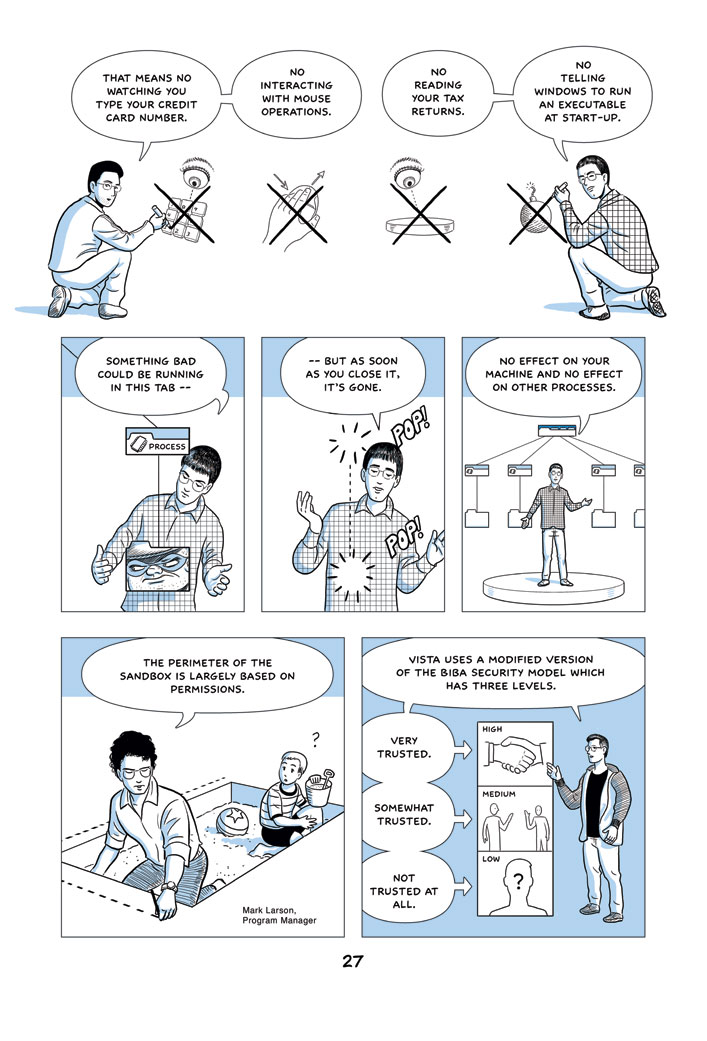 THAT MEANS NO
WATCHING YOU
TYPE YOUR CREDIT
CARD NUMBER.
NO
INTERACTING
WITH MOUSE
OPERATIONS.
NO
READING
YOUR TAX
RETURNS.
NO
TELLING
WINDOWS TO RUN
AN EXECUTABLE
AT START-UP.
SOMETHING BAD
COULD BE RUNNING
IN THIS TAB --
PROCESS
-- BUT AS SOON
AS YOU CLOSE IT,
IT'S GONE.
POP!
POP!
NO EFFECT ON YOUR
MACHINE AND NO EFFECT
ON OTHER PROCESSES.
THE PERIMETER OF THE
SANDBOX IS LARGELY BASED ON
PERMISSIONS.
?
Mark Larson,
Program Manager
VISTA USES A MODIFIED VERSION
OF THE BIBA SECURITY MODEL WHICH
HAS THREE LEVELS.
VERY
TRUSTED.
HIGH
SOMEWHAT
TRUSTED.
MEDIUM
NOT
TRUSTED AT
ALL.
LOW
?
27